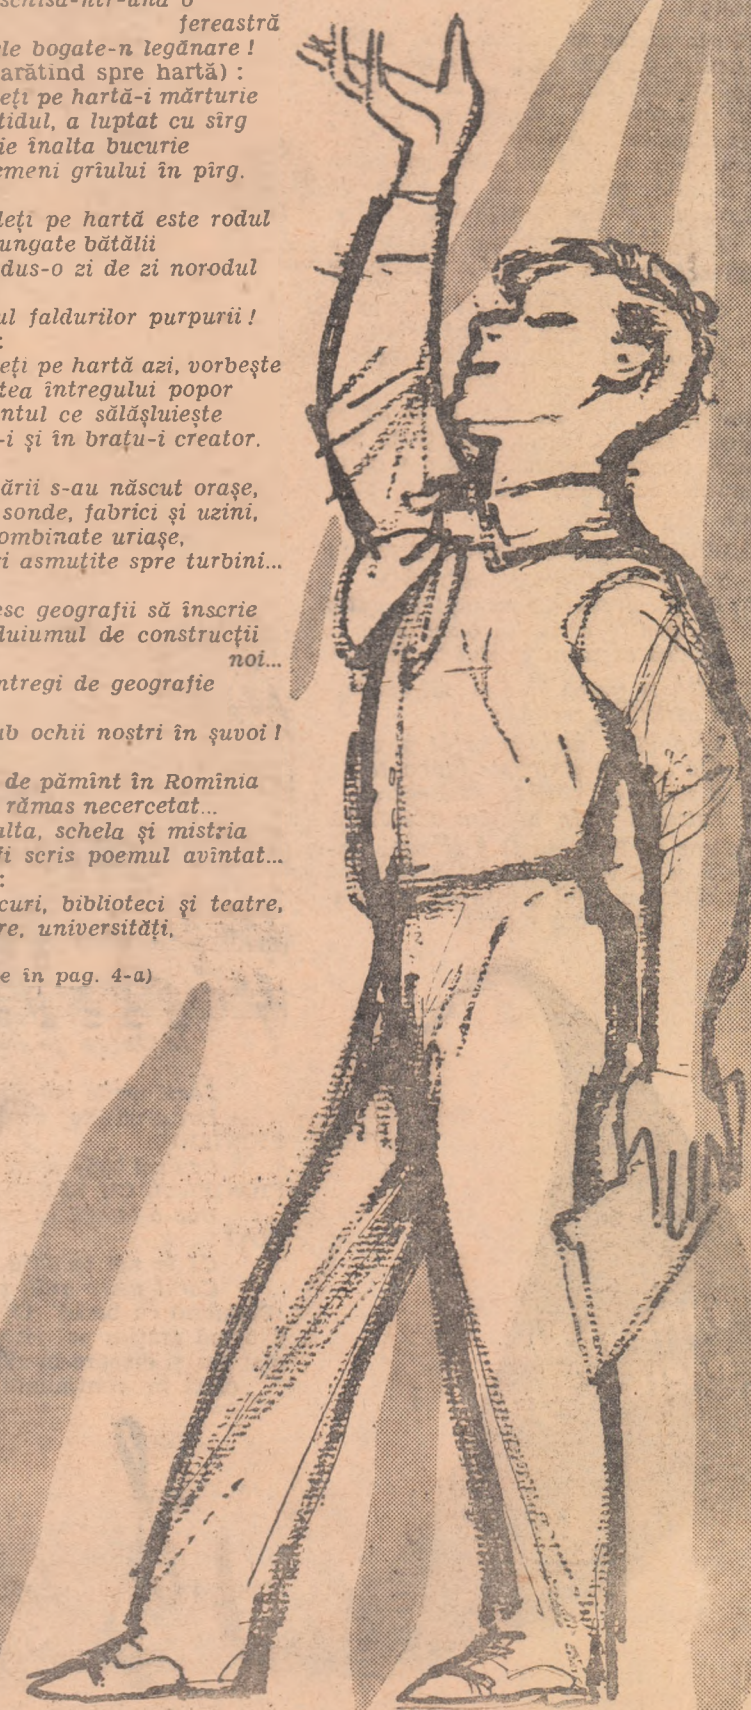 fereastră
le bogate-n legănare !
arătînd spre hartă) :
eți pe hartă-i mărturie
tidul, a luptat cu sîrg
ie înalta bucurie
emeni grîului în pîrg.
leți pe hartă este rodul
ungate bătălii
dus-o zi de zi norodul
ul faldurilor purpurii !
:
eți pe hartă azi, vorbește
tea întregului popor
ntul ce sălășluiește
-i și în brațu-i creator.
ării s-au născut orașe,
sonde, fabrici și uzini,
ombinate uriașe,
ri asmuțite spre turbini...
esc geografii să înscrie
duiumul de construcții
noi...
ntregi de geografie
ub ochii noștri în șuvoi !
de pămînt în Romînia
rămas necercetat...
alta, schela și mistria
fi scris poemul avîntat...
:
curi, biblioteci și teatre,
re, universități,
e în pag. 4-a)